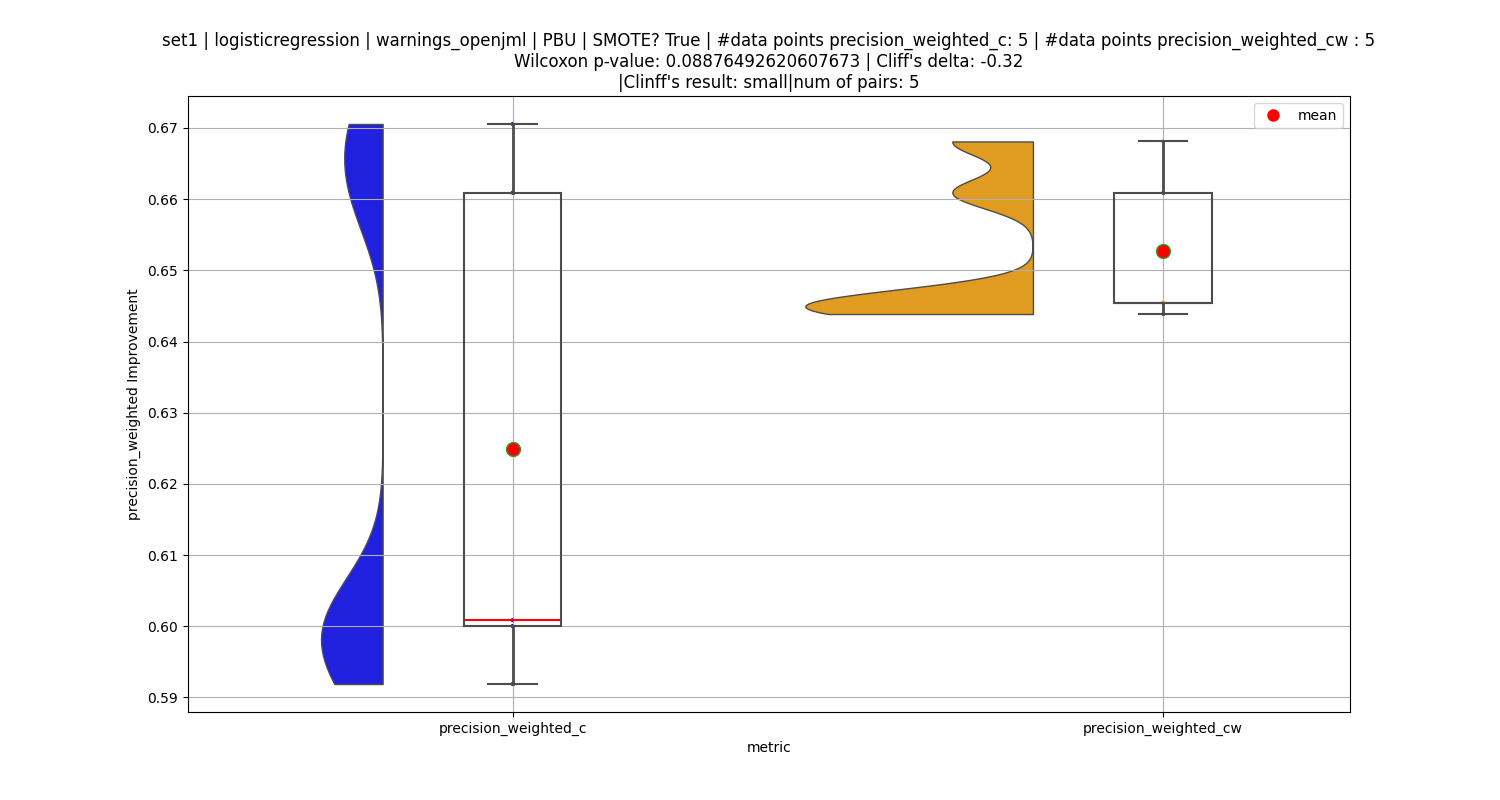 set1 | logisticregression | warnings_openjml | PBU | SMOTE? True | #data points precision_weighted_c: 5 | #data points precision_weighted_cw : 5
Wilcoxon p-value: 0.08876492620607673 | Cliff's delta: -0.32
|Clinff's result: small|num of pairs: 5
mean
0.67
0.66
0.65
0.64
0.63
0.62
0.61
0.60
0.59
precision_weighted Improvement
precision_weighted_c
precision_weighted_cw
metric